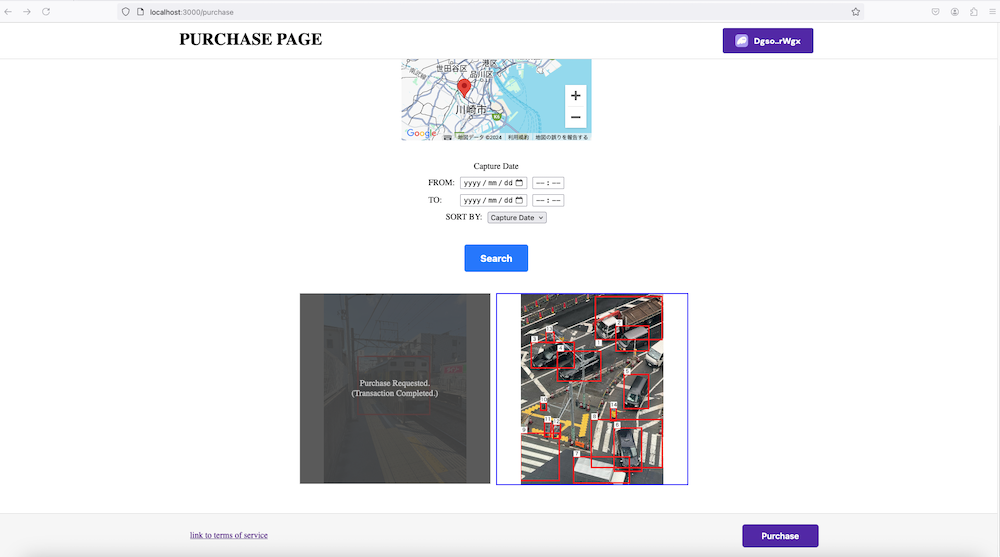 localhost:3000/purchase
PURCHASE PAGE
Dgso..rWgx
世田谷区
港区
品川区
川崎市
Google
地図データ ©2024 利用規約 地図の誤りを報告する
Capture Date
FROM: yyyy/mm/dd --:--
TO: yyyy/mm/dd --:--
SORT BY: Capture Date
Search
Purchase Requested.
(Transaction Completed.)
link to terms of service
Purchase